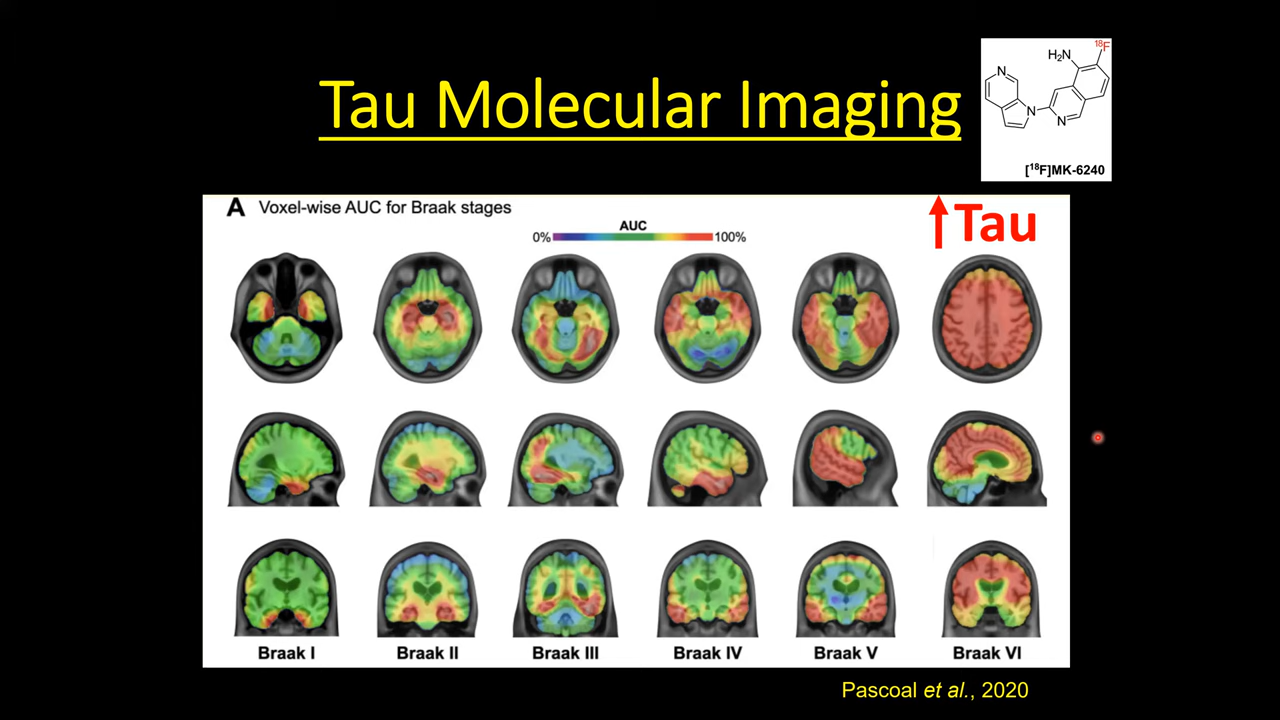 Tau Molecular Imaging
H₂N
¹⁸F
N
N
N
[¹⁸F]MK-6240
A Voxel-wise AUC for Braak stages
↑Tau
AUC
0% 100%
Braak I Braak II Braak III Braak IV Braak V Braak VI
Pascoal et al., 2020